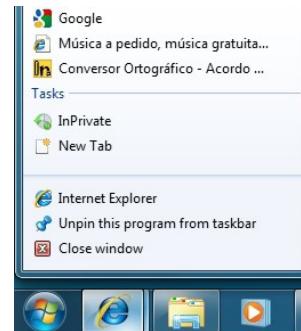 Google
Música a pedido, música gratuita...
Conversor Ortográfico - Acordo ...
Tasks
InPrivate
New Tab
Internet Explorer
Unpin this program from taskbar
Close window